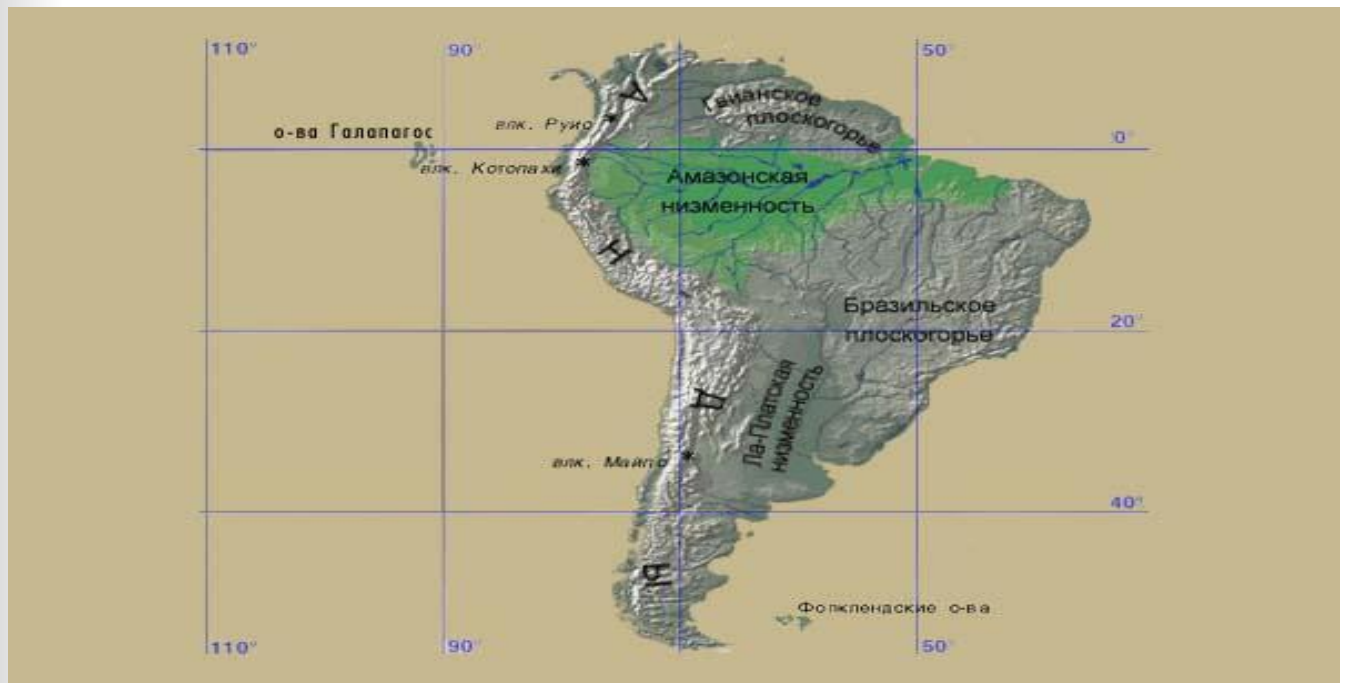 110° 90° 50°
А
Гвианское
плоскогорье
влк. Руис
о-ва Галапагос
0°
влк. Котопахи
Амазонская
низменность
Н
Бразильское
20°
плоскогорье
Ла-Платская
низменность
Д
влк. Майпо
40°
Ы
Фолклендские о-ва
110° 90° 50°